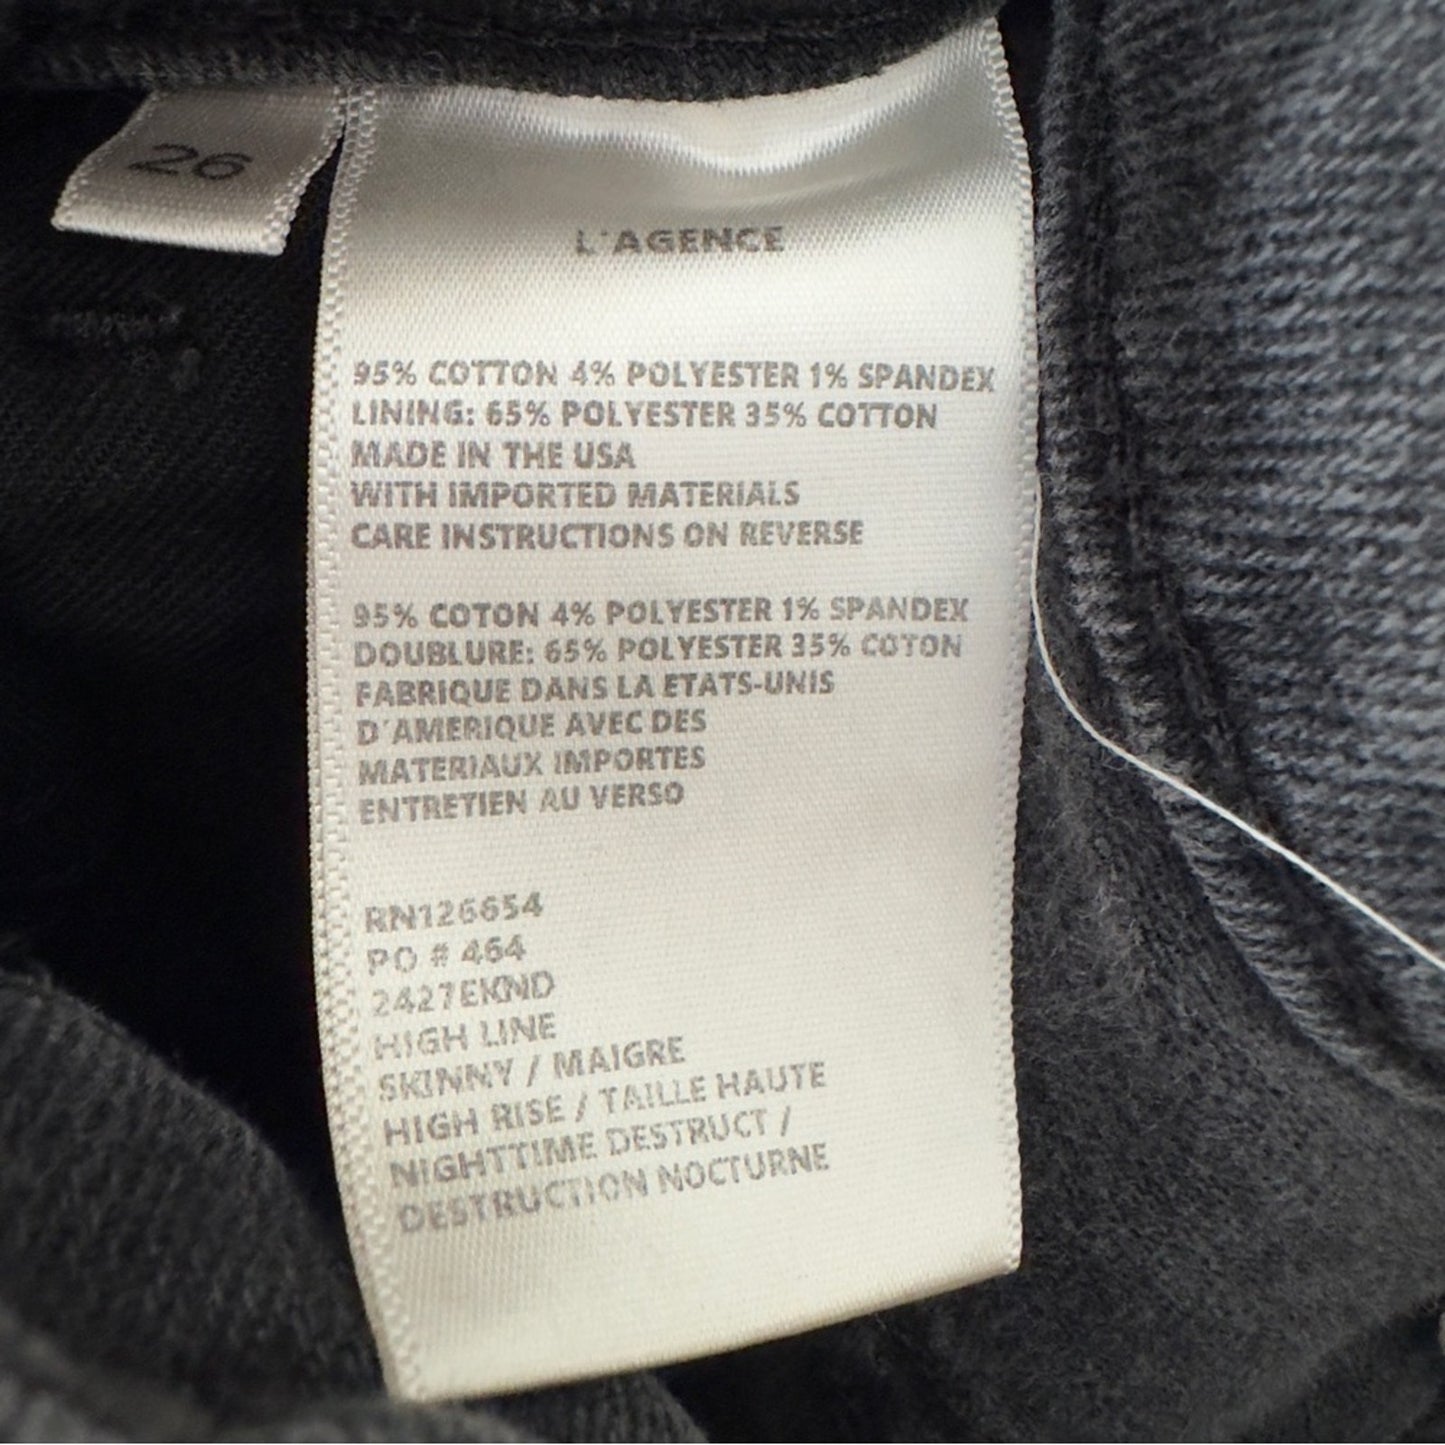 26
L'AGENCE
95% COTTON 4% POLYESTER 1% SPANDEX
LINING: 65% POLYESTER 35% COTTON
MADE IN THE USA
WITH IMPORTED MATERIALS
CARE INSTRUCTIONS ON REVERSE
95% COTON 4% POLYESTER 1% SPANDEX
DOUBLURE: 65% POLYESTER 35% COTON
FABRIQUE DANS LA ETATS-UNIS
D'AMERIQUE AVEC DES
MATERIAUX IMPORTES
ENTRETIEN AU VERSO
RN126654
PO # 464
2427EKND
HIGH LINE
SKINNY / MAIGRE
HIGH RISE / TAILLE HAUTE
NIGHTTIME DESTRUCT /
DESTRUCTION NOCTURNE